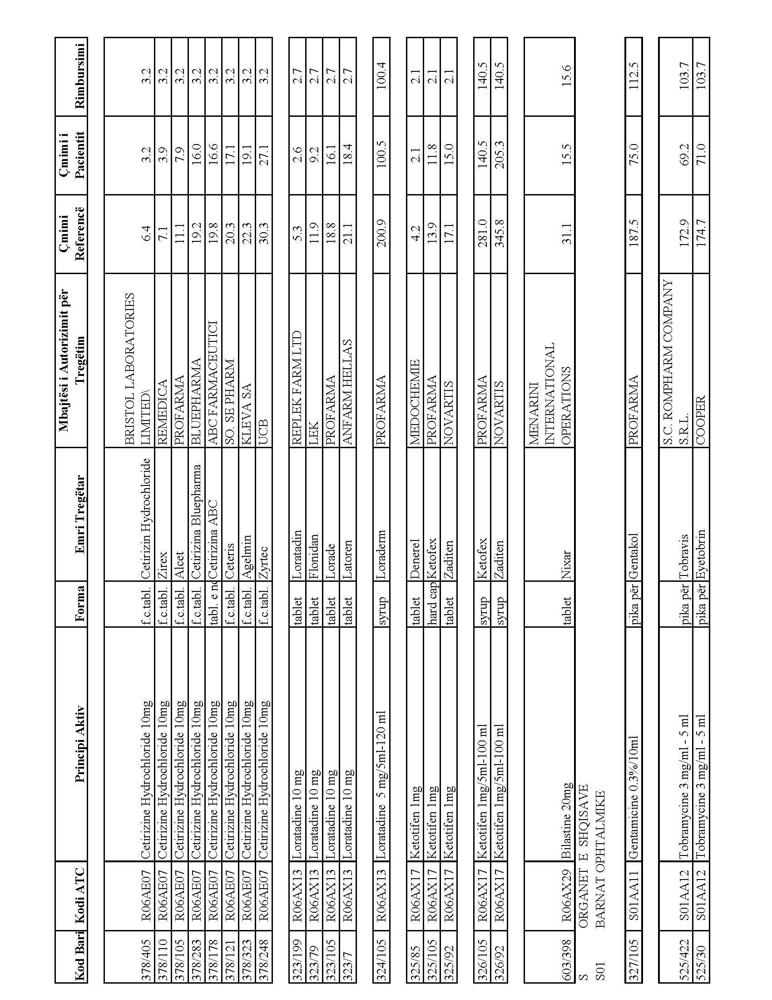 Kod Bari Kodi ATC Principi Aktiv Forma Emri Tregëtar Mbajtësi i Autorizimit për Tregëtim Çmimi Referencë Çmimi i Pacientit Rimbursimi
378/405 R06AE07 Cetirizine Hydrochloride 10mg f.c.tabl. Cetirizin Hydrochloride BRISTOL LABORATORIES LIMITED\ 6.4 3.2 3.2
378/110 R06AE07 Cetirizine Hydrochloride 10mg f.c.tabl. Zirex REMEDICA 7.1 3.9 3.2
378/105 R06AE07 Cetirizine Hydrochloride 10mg f.c.tabl. Alcet PROFARMA 11.1 7.9 3.2
378/283 R06AE07 Cetirizine Hydrochloride 10mg f.c.tabl. Cetirizina Bluepharma BLUEPHARMA 19.2 16.0 3.2
378/178 R06AE07 Cetirizine Hydrochloride 10mg tabl. e no Cetirizina ABC ABC FARMACEUTICI 19.8 16.6 3.2
378/121 R06AE07 Cetirizine Hydrochloride 10mg f.c.tabl. Ceteris SO. SE PHARM 20.3 17.1 3.2
378/323 R06AE07 Cetirizine Hydrochloride 10mg f.c.tabl. Agelmin KLEVA SA 22.3 19.1 3.2
378/248 R06AE07 Cetirizine Hydrochloride 10mg f.c.tabl. Zyrtec UCB 30.3 27.1 3.2
323/199 R06AX13 Loratadine 10 mg tablet Loratadin REPLEK FARM LTD 5.3 2.6 2.7
323/79 R06AX13 Loratadine 10 mg tablet Flonidan LEK 11.9 9.2 2.7
323/105 R06AX13 Loratadine 10 mg tablet Lorade PROFARMA 18.8 16.1 2.7
323/7 R06AX13 Loratadine 10 mg tablet Latoren ANFARM HELLAS 21.1 18.4 2.7
324/105 R06AX13 Loratadine 5 mg/5ml-120 ml syrup Loraderm PROFARMA 200.9 100.5 100.4
325/85 R06AX17 Ketotifen 1mg tablet Denerel MEDOCHEMIE 4.2 2.1 2.1
325/105 R06AX17 Ketotifen 1mg hard cap Ketofex PROFARMA 13.9 11.8 2.1
325/92 R06AX17 Ketotifen 1mg tablet Zaditen NOVARTIS 17.1 15.0 2.1
326/105 R06AX17 Ketotifen 1mg/5ml-100 ml syrup Ketofex PROFARMA 281.0 140.5 140.5
326/92 R06AX17 Ketotifen 1mg/5ml-100 ml syrup Zaditen NOVARTIS 345.8 205.3 140.5
603/398 R06AX29 Bilastine 20mg tablet Nixar MENARINI INTERNATIONAL OPERATIONS 31.1 15.5 15.6
S ORGANET E SHQISAVE
S01 BARNAT OPHTALMIKE
327/105 S01AA11 Gentamicine 0.3%/10ml pika për Gentakol PROFARMA 187.5 75.0 112.5
525/422 S01AA12 Tobramycine 3 mg/ml - 5 ml pika për Tobravis S.C. ROMPHARM COMPANY S.R.L. 172.9 69.2 103.7
525/30 S01AA12 Tobramycine 3 mg/ml - 5 ml pika për Eyetobrin COOPER 174.7 71.0 103.7